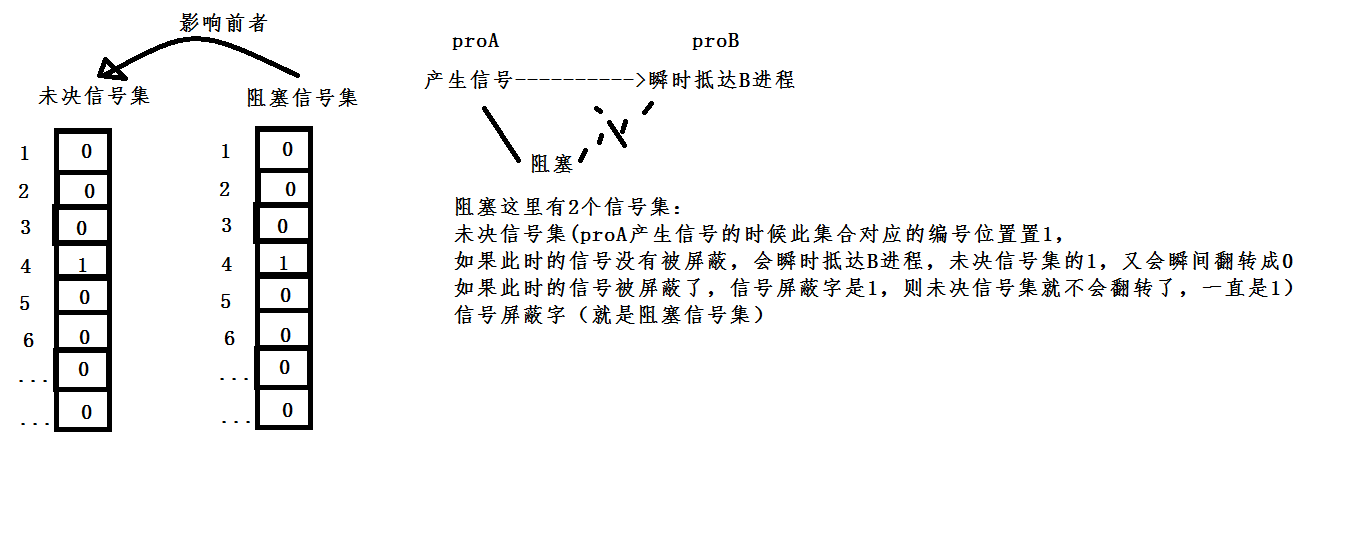 影响前者
proA proB
产生信号---------->瞬时抵达B进程
未决信号集 阻塞信号集
1 0 1 0
阻塞
2 0 2 0
3 0 3 0
4 1 4 1
5 0 5 0
6 0 6 0
... 0 ... 0
... 0 ... 0
阻塞这里有2个信号集：
未决信号集(proA产生信号的时候此集合对应的编号位置置1，
如果此时的信号没有被屏蔽，会瞬时抵达B进程，未决信号集的1，又会瞬间翻转成0
如果此时的信号被屏蔽了，信号屏蔽字是1，则未决信号集就不会翻转了，一直是1）
信号屏蔽字（就是阻塞信号集）